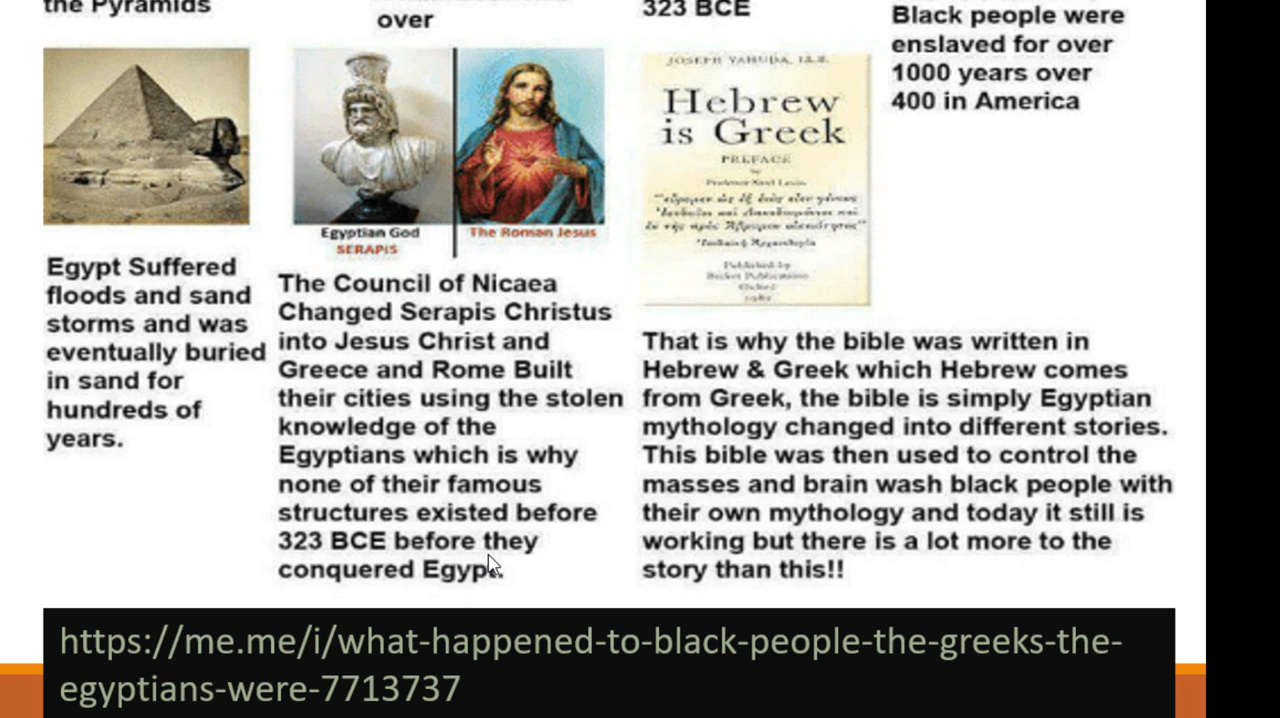 the Pyramids
over
323 BCE
Black people were
enslaved for over
1000 years over
400 in America
JOSEPH YAHUDA, LL.B.
Hebrew
is Greek
PREFACE
by
Egyptian God
SERAPIS
The Roman Jesus
Egypt Suffered
floods and sand
storms and was
eventually buried
in sand for
hundreds of
years.
The Council of Nicaea
Changed Serapis Christus
into Jesus Christ and
Greece and Rome Built
their cities using the stolen
knowledge of the
Egyptians which is why
none of their famous
structures existed before
323 BCE before they
conquered Egypt.
That is why the bible was written in
Hebrew & Greek which Hebrew comes
from Greek, the bible is simply Egyptian
mythology changed into different stories.
This bible was then used to control the
masses and brain wash black people with
their own mythology and today it still is
working but there is a lot more to the
story than this!!
https://me.me/i/what-happened-to-black-people-the-greeks-the-
egyptians-were-7713737